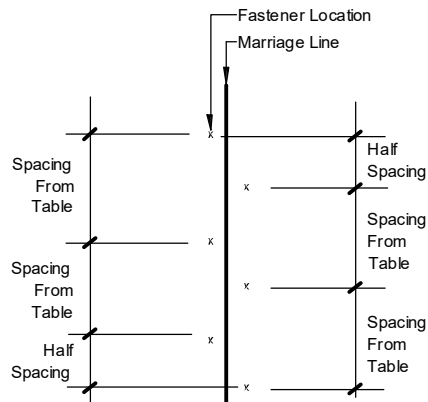 Fastener Location
Marriage Line
Spacing
From
Table
Spacing
From
Table
Half
Spacing
Half
Spacing
Spacing
From
Table
Spacing
From
Table